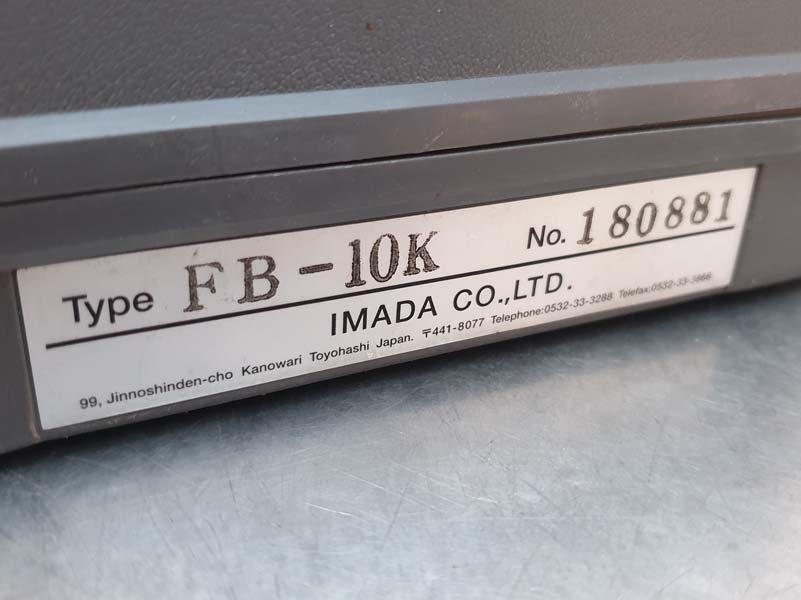 Type FB-10K No. 180881
IMADA CO.,LTD.
99, Jinnoshinden-cho Kanowari Toyohashi Japan. 〒441-8077 Telephone:0532-33-3288 Telefax:0532-33-3866